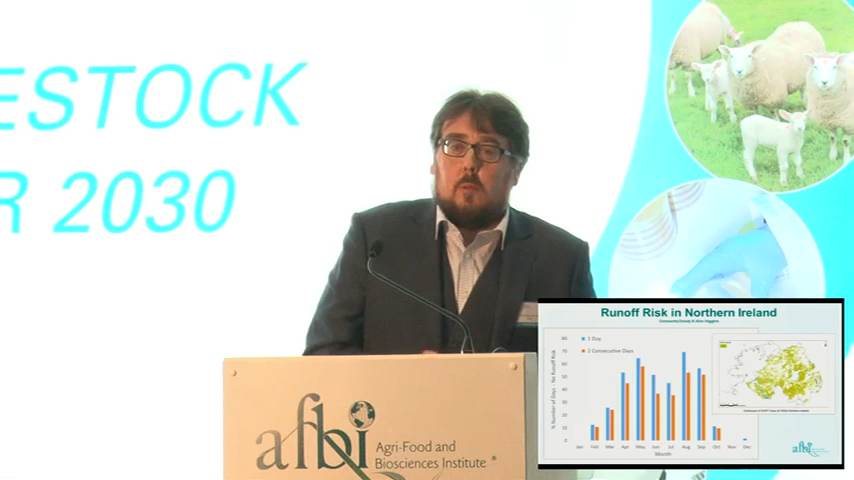 ESTOCK
R 2030
afbi
Agri-Food and
Biosciences Institute
Runoff Risk in Northern Ireland
% Number of Days - No Runoff Risk
80
70
60
50
40
30
20
10
0
1 Day
2 Consecutive Days
Jan Feb Mar Apr May Jun Jul Aug Sep Oct Nov Dec
Month
afbi